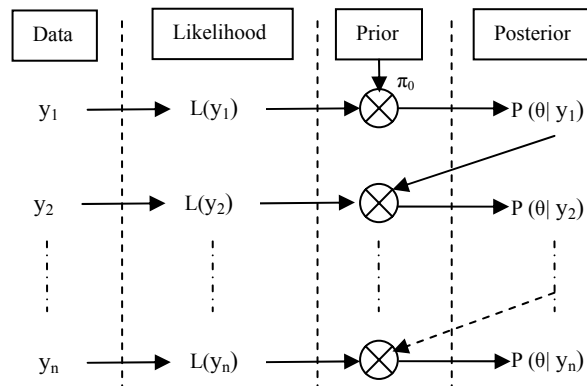 Data Likelihood Prior Posterior
π₀
y₁ L(y₁) P (θ| y₁)
y₂ L(y₂) P (θ| y₂)
yₙ L(yₙ) P (θ| yₙ)